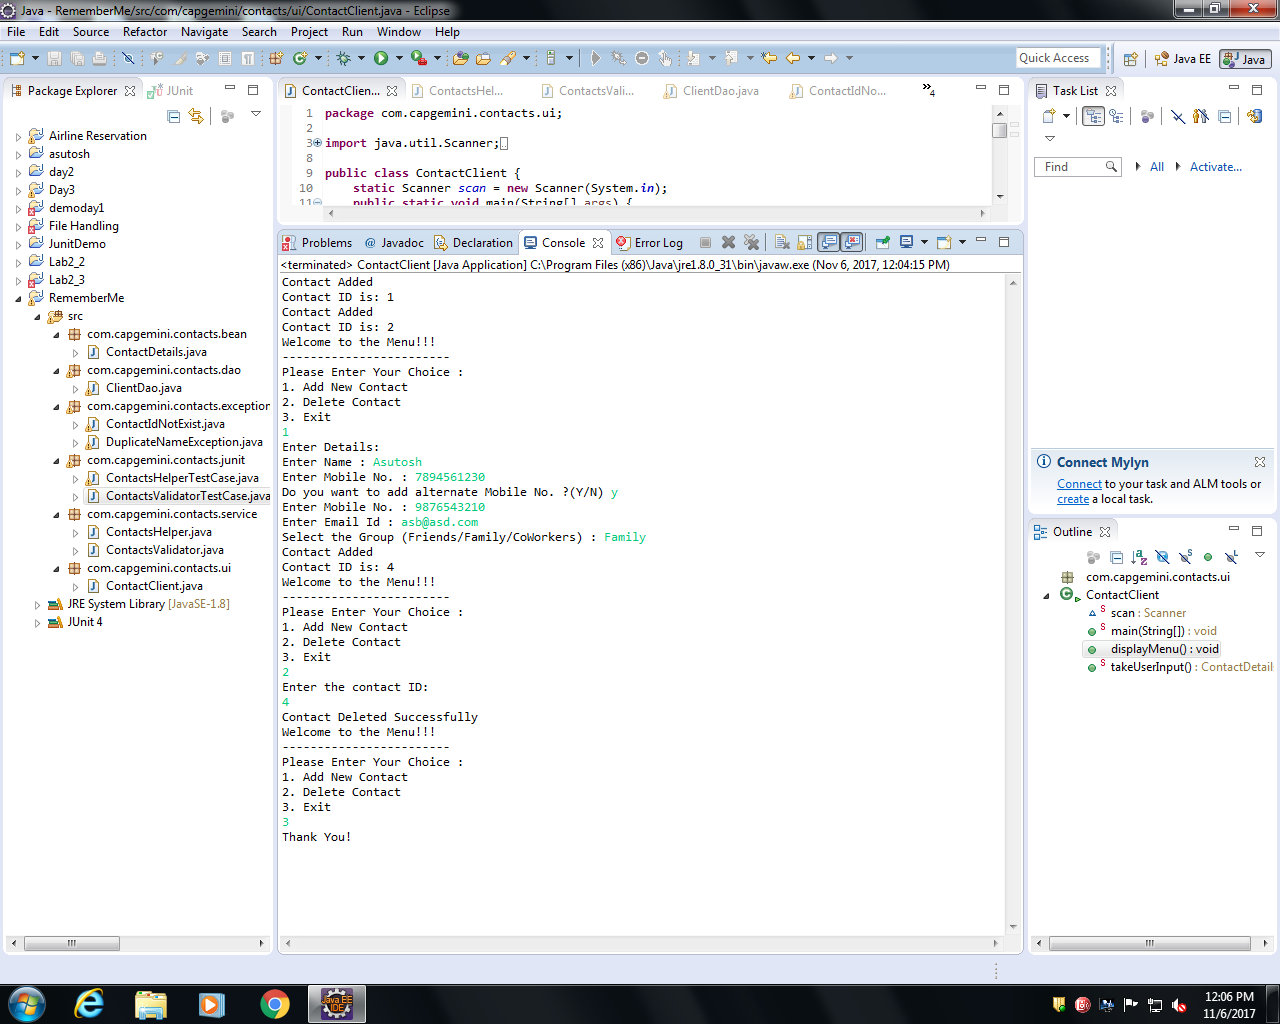 Java - RememberMe/src/com/capgemini/contacts/ui/ContactClient.java - Eclipse
File Edit Source Refactor Navigate Search Project Run Window Help
Quick Access
Java EE
Java
Package Explorer
JUnit
Airline Reservation
asutosh
day2
Day3
demoday1
File Handling
JunitDemo
Lab2_2
Lab2_3
RememberMe
src
com.capgemini.contacts.bean
ContactDetails.java
com.capgemini.contacts.dao
ClientDao.java
com.capgemini.contacts.exception
ContactIdNotExist.java
DuplicateNameException.java
com.capgemini.contacts.junit
ContactsHelperTestCase.java
ContactsValidatorTestCase.java
com.capgemini.contacts.service
ContactsHelper.java
ContactsValidator.java
com.capgemini.contacts.ui
ContactClient.java
JRE System Library [JavaSE-1.8]
JUnit 4
ContactClien... ContactsHel... ContactsVali... ClientDao.java ContactIdNo... »4
1 package com.capgemini.contacts.ui;
2
3 import java.util.Scanner;
8
9 public class ContactClient {
10 static Scanner scan = new Scanner(System.in);
11 public static void main(String[] args) {
Problems @ Javadoc Declaration Console Error Log
<terminated> ContactClient [Java Application] C:\Program Files (x86)\Java\jre1.8.0_31\bin\javaw.exe (Nov 6, 2017, 12:04:15 PM)
Contact Added
Contact ID is: 1
Contact Added
Contact ID is: 2
Welcome to the Menu!!!
------------------------
Please Enter Your Choice :
1. Add New Contact
2. Delete Contact
3. Exit
1
Enter Details:
Enter Name : Asutosh
Enter Mobile No. : 7894561230
Do you want to add alternate Mobile No. ?(Y/N) y
Enter Mobile No. : 9876543210
Enter Email Id : asb@asd.com
Select the Group (Friends/Family/CoWorkers) : Family
Contact Added
Contact ID is: 4
Welcome to the Menu!!!
------------------------
Please Enter Your Choice :
1. Add New Contact
2. Delete Contact
3. Exit
2
Enter the contact ID:
4
Contact Deleted Successfully
Welcome to the Menu!!!
------------------------
Please Enter Your Choice :
1. Add New Contact
2. Delete Contact
3. Exit
3
Thank You!
Task List
Find
All
Activate...
Connect Mylyn
Connect to your task and ALM tools or
create a local task.
Outline
com.capgemini.contacts.ui
ContactClient
scan : Scanner
main(String[]) : void
displayMenu() : void
takeUserInput() : ContactDetail
Java EE
IDE
12:06 PM
11/6/2017